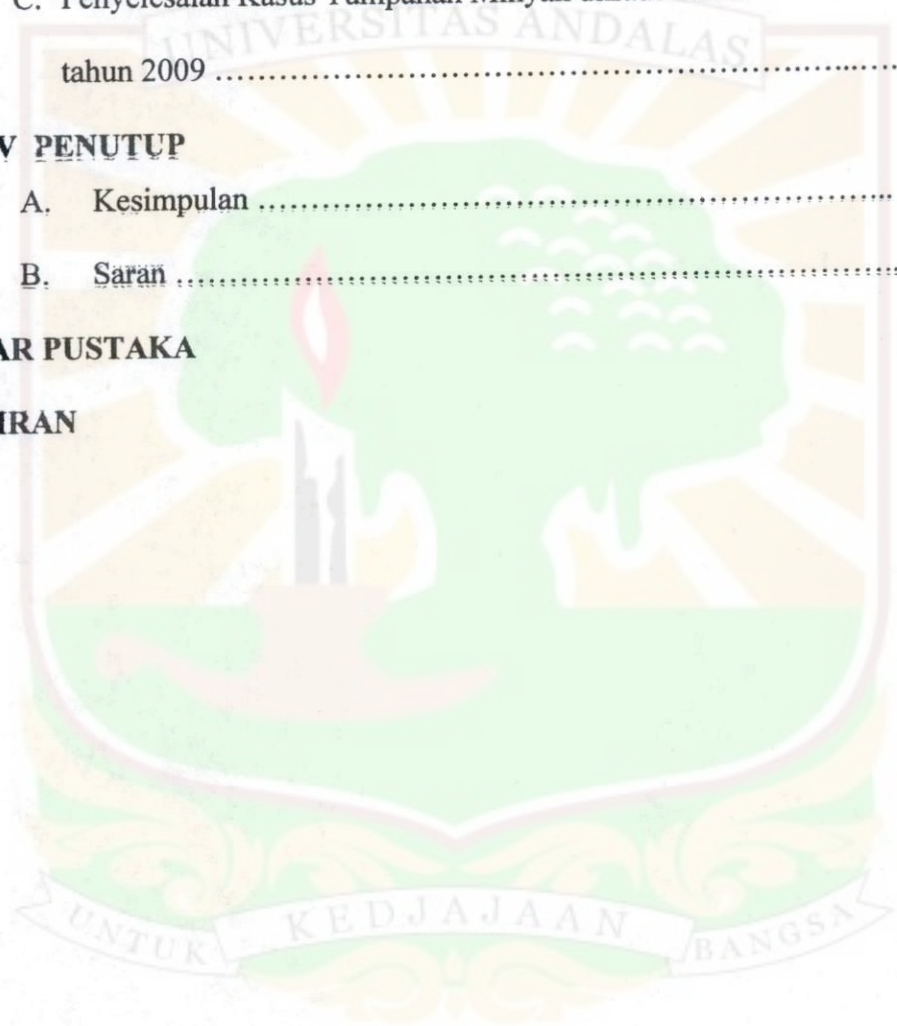 UNIVERSITAS ANDALAS
tahun 2009 ................................................................
V PENUTUP
A. Kesimpulan ................................................................
B. Saran ................................................................
AR PUSTAKA
IRAN
UNTUK KEDJAJAAN BANGSA